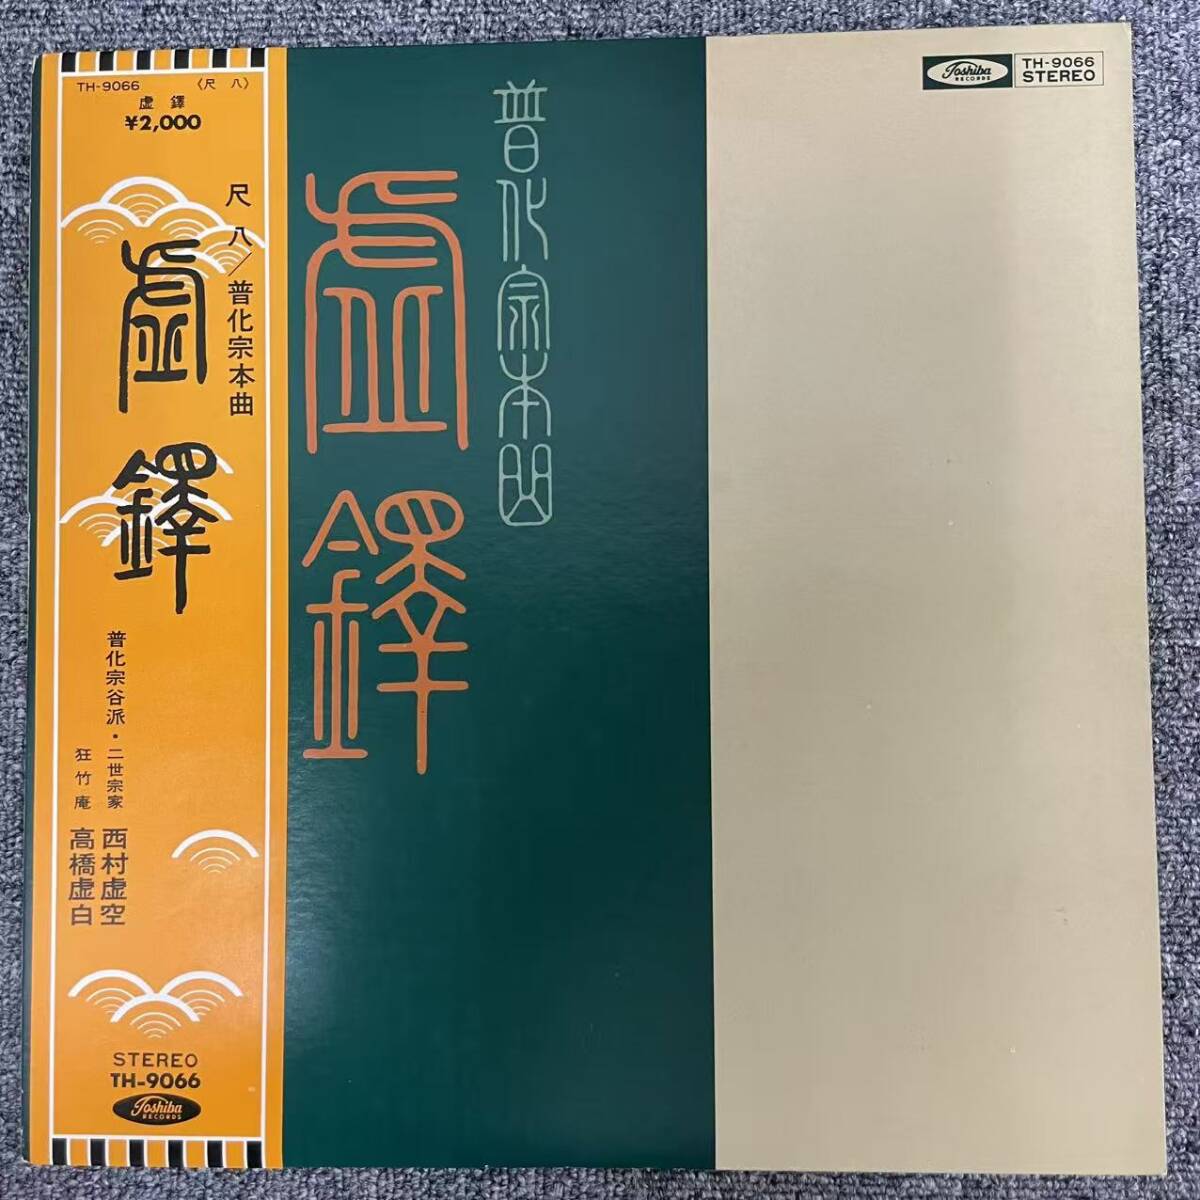 TH-9066 〈尺 八〉
虚 鐸
¥2,000
尺八/普化宗本曲
虚鐸
普化宗谷派・二世宗家 西村虚空
狂竹庵 高橋虚白
STEREO
TH-9066
Toshiba
RECORDS
普化宗本曲
虚鐸
Toshiba
RECORDS
TH-9066
STEREO